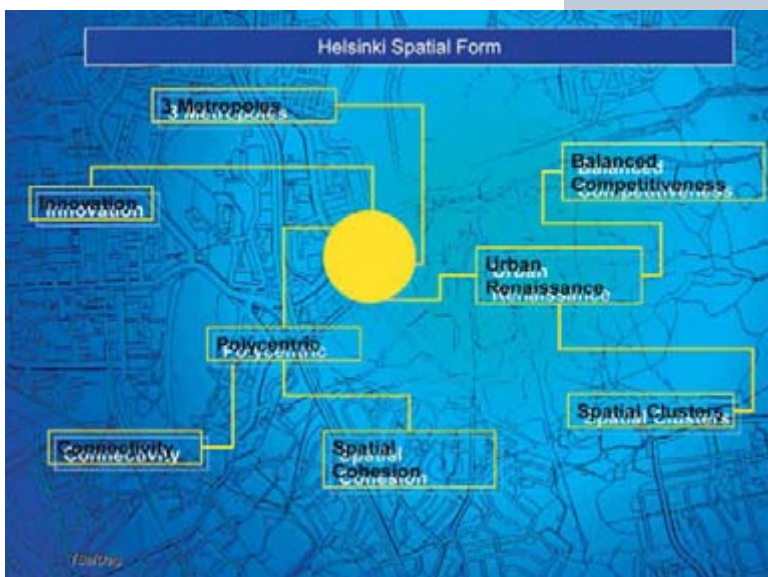 Helsinki Spatial Form
3 Metropoles
Balanced
Competitiveness
Innovation
Urban
Renaissance
Polycentric
Spatial Clusters
Connectivity
Spatial
Cohesion